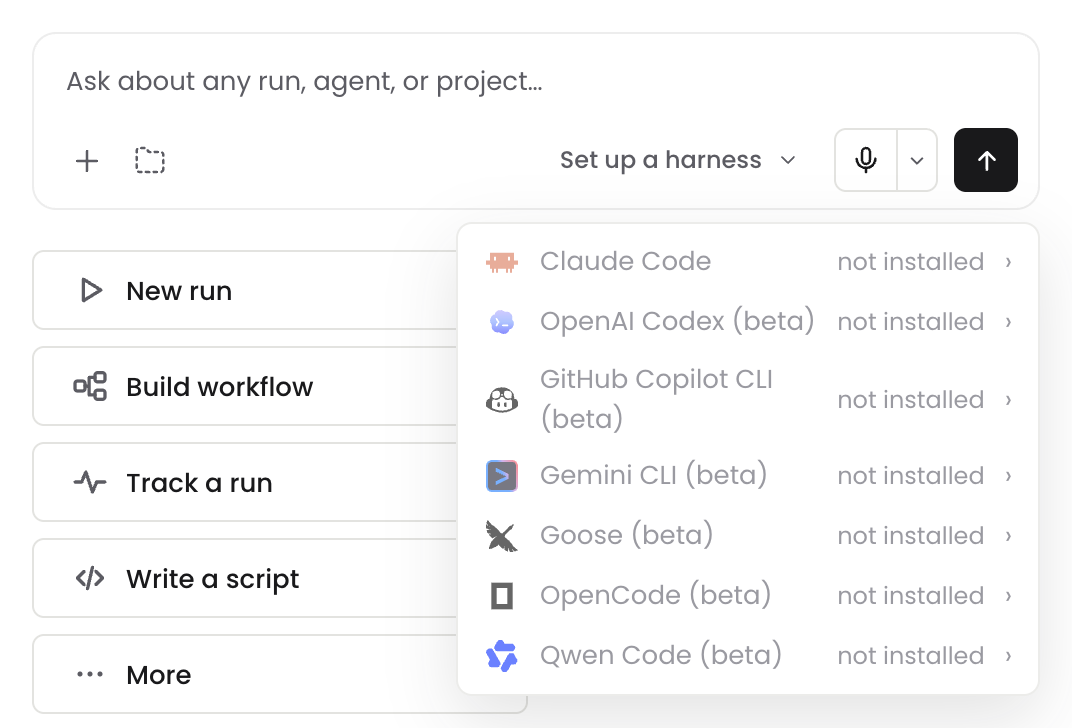 Ask about any run, agent, or project...
Set up a harness
New run
Build workflow
Track a run
Write a script
More
Claude Code not installed ›
OpenAI Codex (beta) not installed ›
GitHub Copilot CLI
(beta) not installed ›
Gemini CLI (beta) not installed ›
Goose (beta) not installed ›
OpenCode (beta) not installed ›
Qwen Code (beta) not installed ›